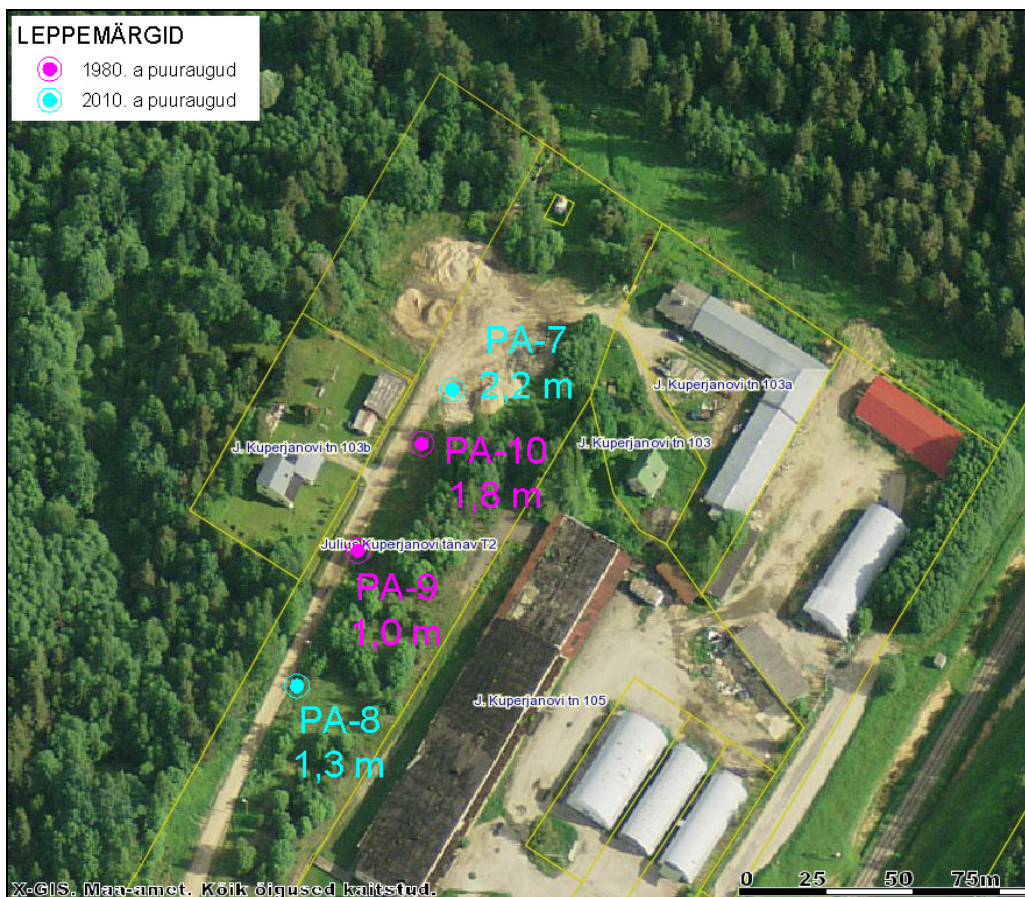 LEPPEMÄRGID
1980. a puuraugud
2010. a puuraugud
PA-7
2,2 m
J. Kuperjanovi tn 103a
J. Kuperjanovi tn 103b
PA-10
J. Kuperjanovi tn 103
1,8 m
Julius Kuperjanovi tänav T2
PA-9
1,0 m
J. Kuperjanovi tn 105
PA-8
1,3 m
X-GIS. Maa-amet. Kõik õigused kaitstud.
0 25 50 75m